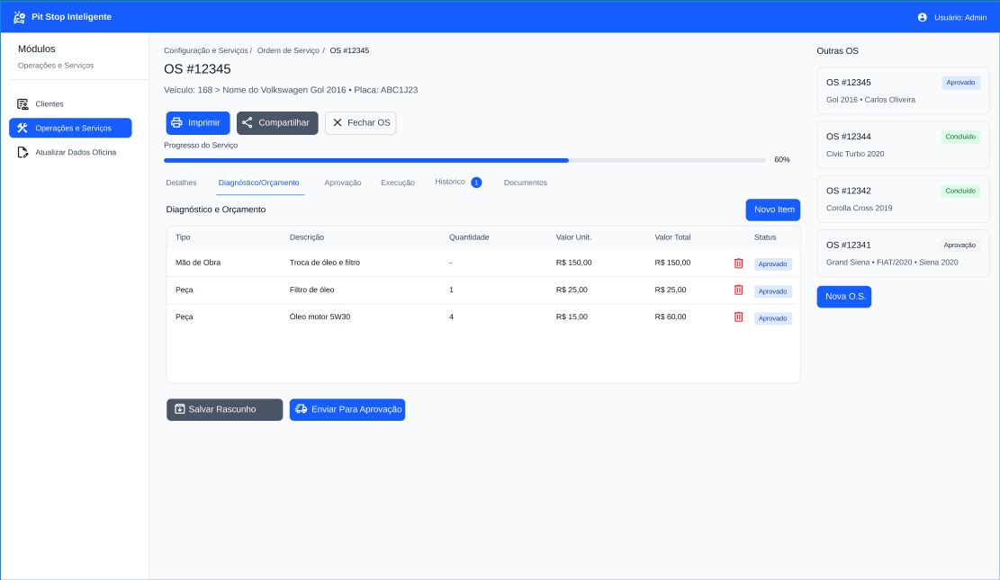 Pit Stop Inteligente
Usuário: Admin
Módulos
Operações e Serviços
Clientes
Operações e Serviços
Atualizar Dados Oficina
Configuração e Serviços / Ordem de Serviço / OS #12345
OS #12345
Veículo: 168 > Nome do Volkswagen Gol 2016 • Placa: ABC1J23
Imprimir Compartilhar Fechar OS
Progresso do Serviço
60%
Detalhes Diagnóstico/Orçamento Aprovação Execução Histórico 1 Documentos
Diagnóstico e Orçamento Novo Item
Tipo Descrição Quantidade Valor Unit. Valor Total Status
Mão de Obra Troca de óleo e filtro - R$ 150,00 R$ 150,00 Aprovado
Peça Filtro de óleo 1 R$ 25,00 R$ 25,00 Aprovado
Peça Óleo motor 5W30 4 R$ 15,00 R$ 60,00 Aprovado
Salvar Rascunho Enviar Para Aprovação
Outras OS
OS #12345 Aprovado
Gol 2016 • Carlos Oliveira
OS #12344 Concluído
Civic Turbo 2020
OS #12342 Concluído
Corolla Cross 2019
OS #12341 Aprovação
Grand Siena • FIAT/2020 • Siena 2020
Nova O.S.